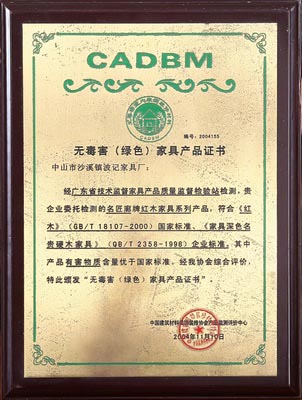 CADBM
CADBM
编号：2004155
无毒害（绿色）家具产品证书
中山市沙溪镇波记家具厂：
经广东省技术监督家具产品质量监督检验站检测，贵
企业委托检测的名匠廊牌红木家具系列产品，符合《红
木》（GB/T 18107-2000）国家标准、《家具深色名
贵硬木家具》（QB/T 2358-1998）企业标准，其中
产品有害物质含量优于国家标准。经我协会综合评价，
特此颁发“无毒害（绿色）家具产品证书”
2004年11月10日